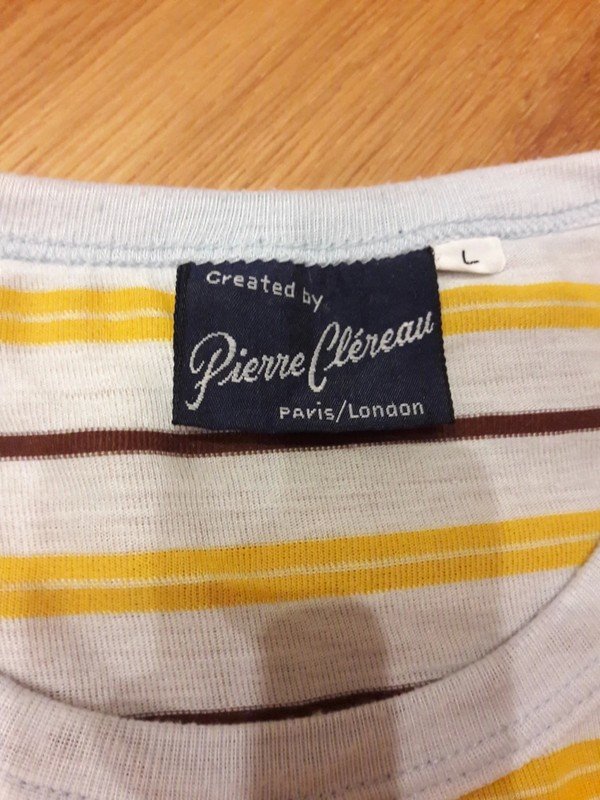 Created by
Pierre Cléreau
Paris/London
L